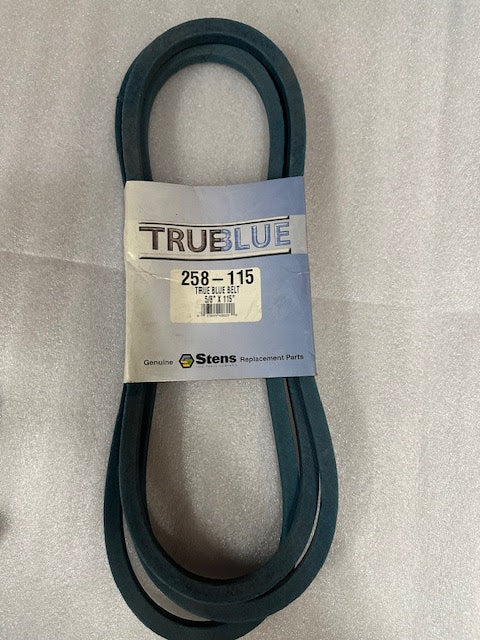 TRUEBLUE
258-115
TRUE BLUE BELT
5/8" X 115"
Genuine Stens Replacement Parts